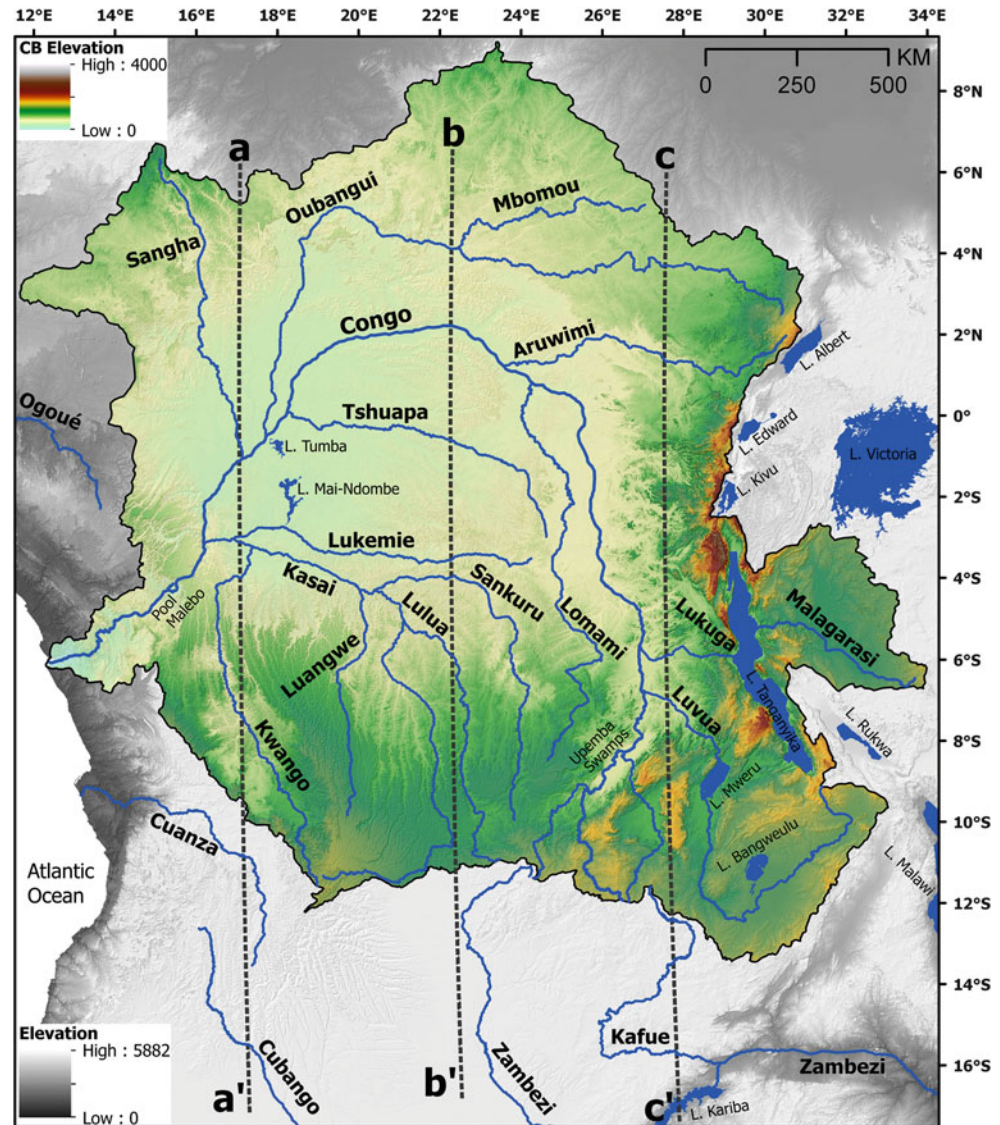 12°E 14°E 16°E 18°E 20°E 22°E 24°E 26°E 28°E 30°E 32°E 34°E
CB Elevation
High : 4000
Low : 0
KM
0 250 500
8°N
6°N
4°N
2°N
0°
2°S
4°S
6°S
8°S
10°S
12°S
14°S
16°S
a
b
c
Oubangui
Mbomou
Sangha
Congo
Aruwimi
L. Albert
Ogoué
Tshuapa
L. Edward
L. Victoria
L. Tumba
L. Kivu
L. Mai-Ndombe
Lukemie
Kasai
Sankuru
Pool
Malebo
Lulua
Lomami
Lukuga
Malagarasi
Luangwe
L. Tanganyika
Luvua
L. Rukwa
Kwango
Upemba
Swamps
L. Mweru
Cuanza
L. Bangweulu
L. Malawi
Atlantic
Ocean
Elevation
High : 5882
Low : 0
Kafue
Zambezi
Cubango
Zambezi
L. Kariba
a'
b'
c'